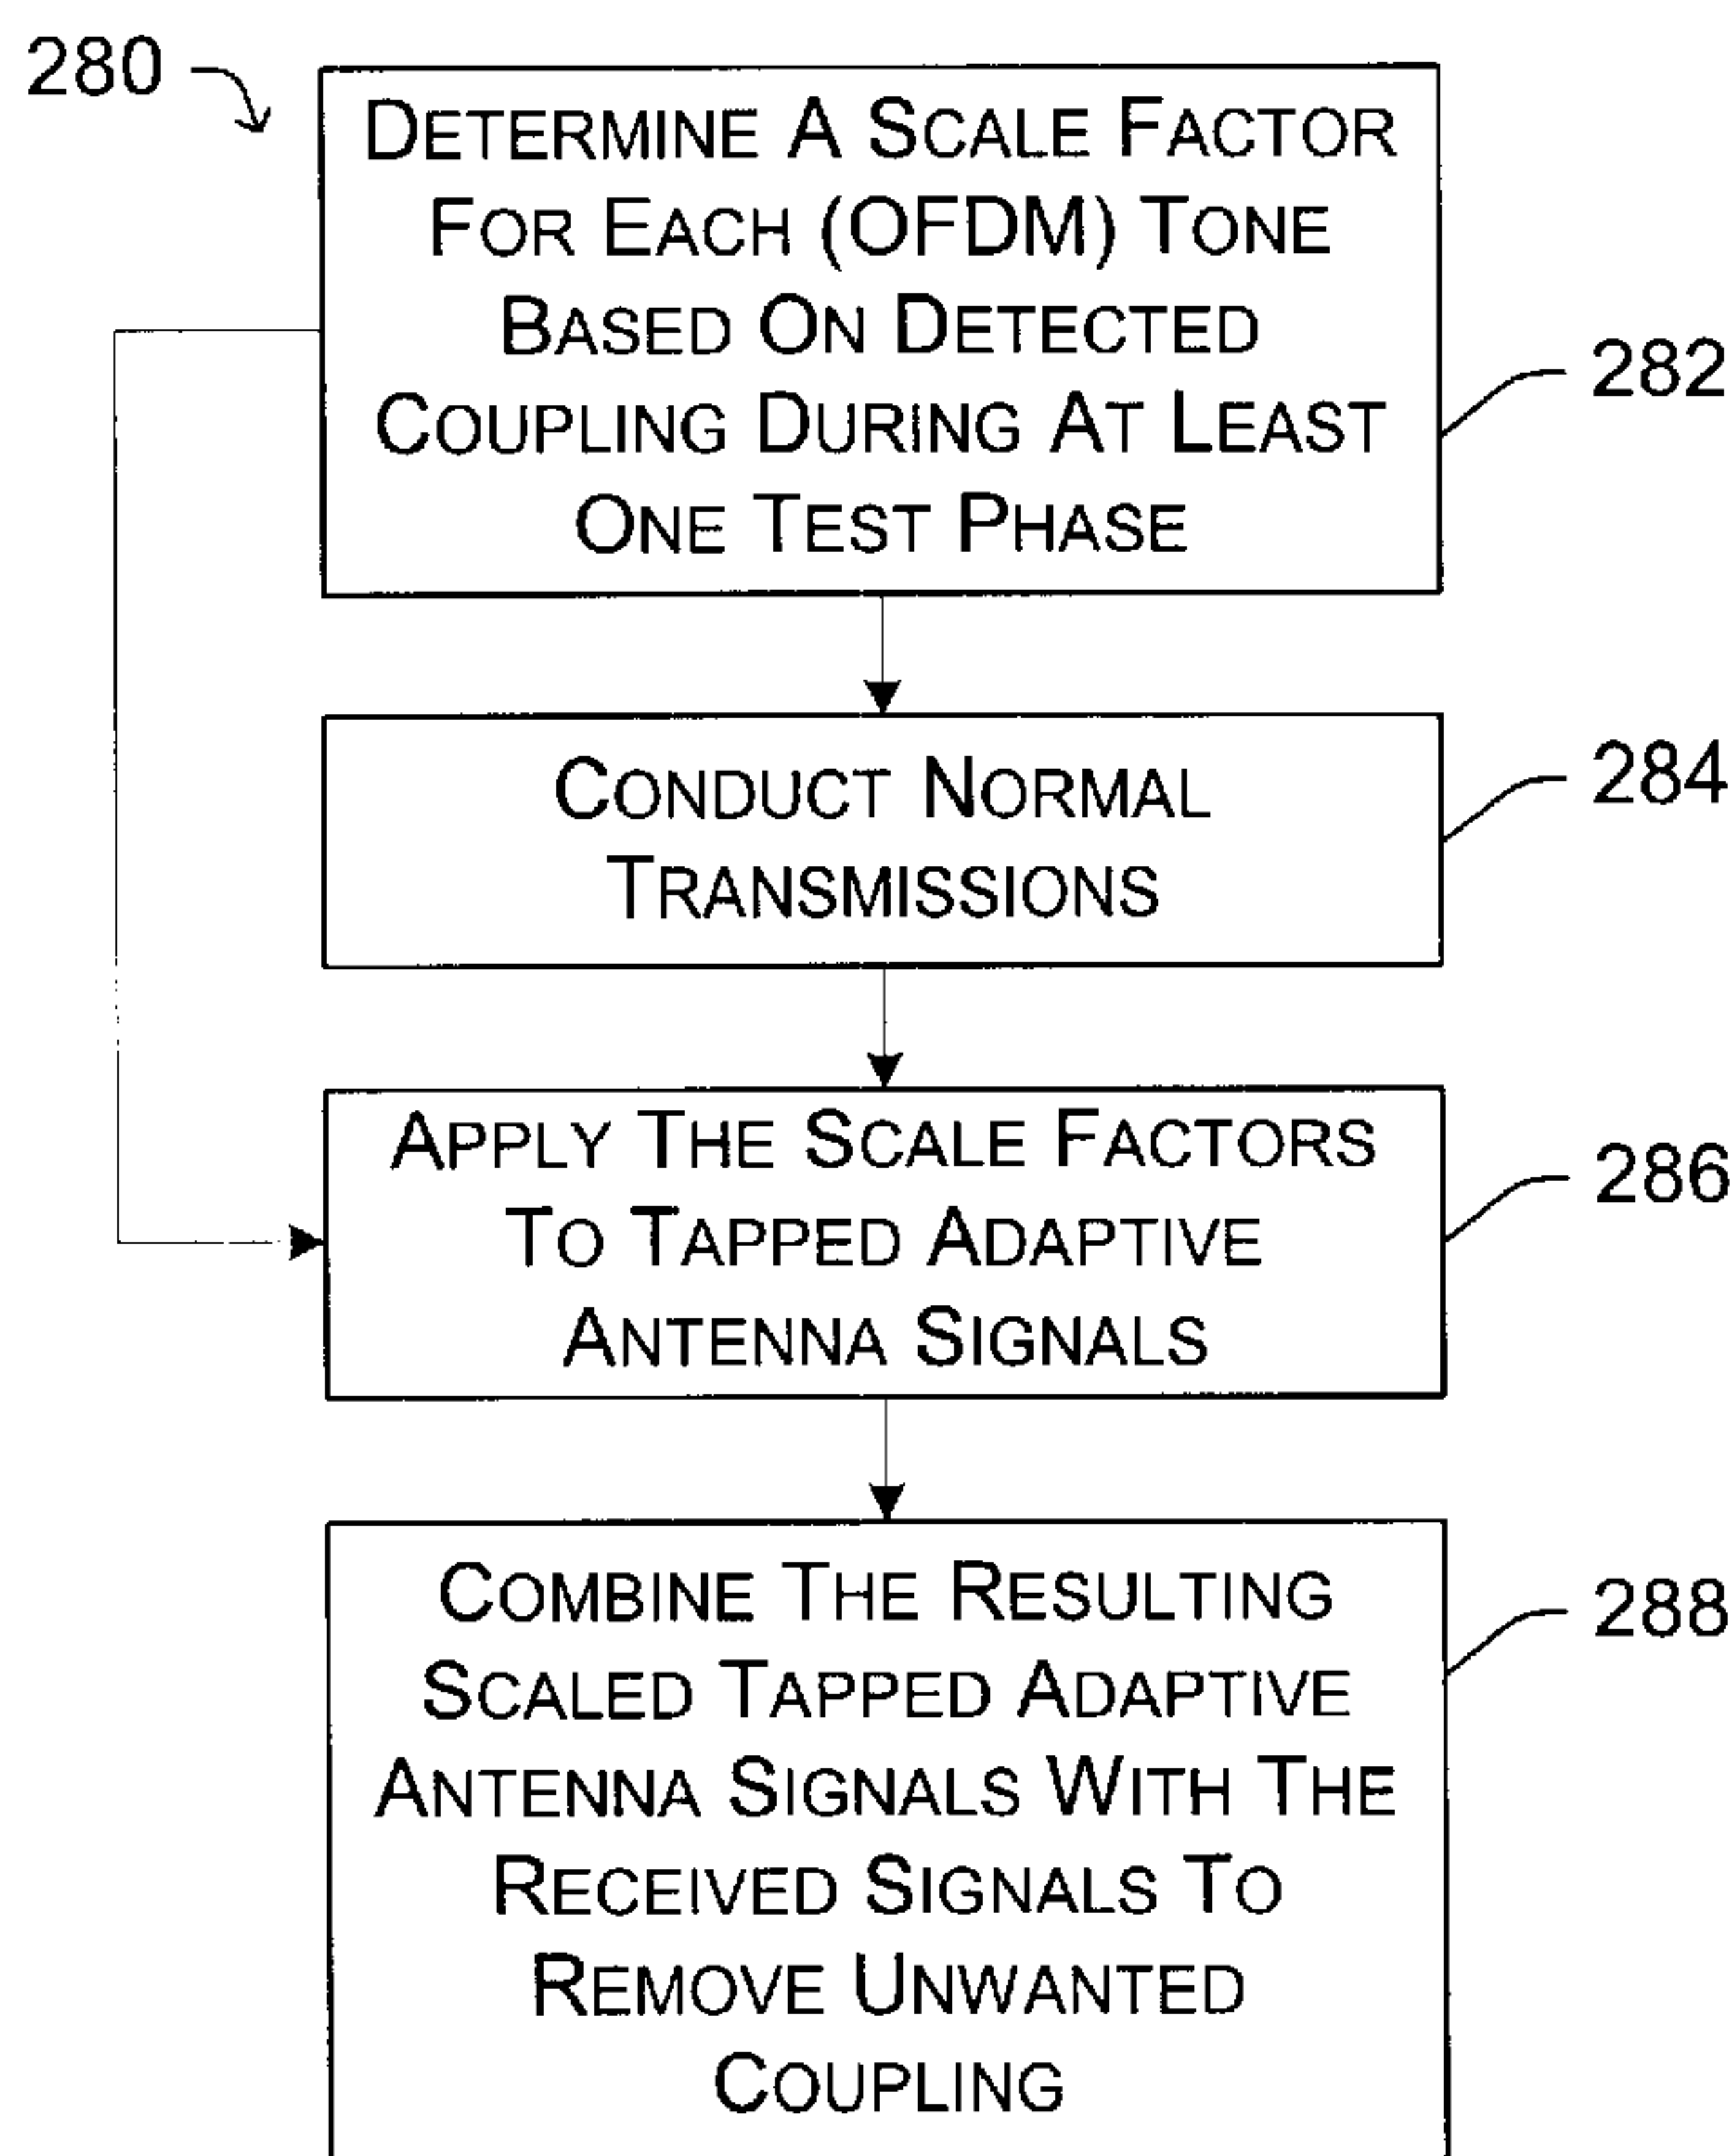 280
DETERMINE A SCALE FACTOR
FOR EACH (OFDM) TONE
BASED ON DETECTED
COUPLING DURING AT LEAST
ONE TEST PHASE
282
CONDUCT NORMAL
TRANSMISSIONS
284
APPLY THE SCALE FACTORS
TO TAPPED ADAPTIVE
ANTENNA SIGNALS
286
COMBINE THE RESULTING
SCALED TAPPED ADAPTIVE
ANTENNA SIGNALS WITH THE
RECEIVED SIGNALS TO
REMOVE UNWANTED
COUPLING
288